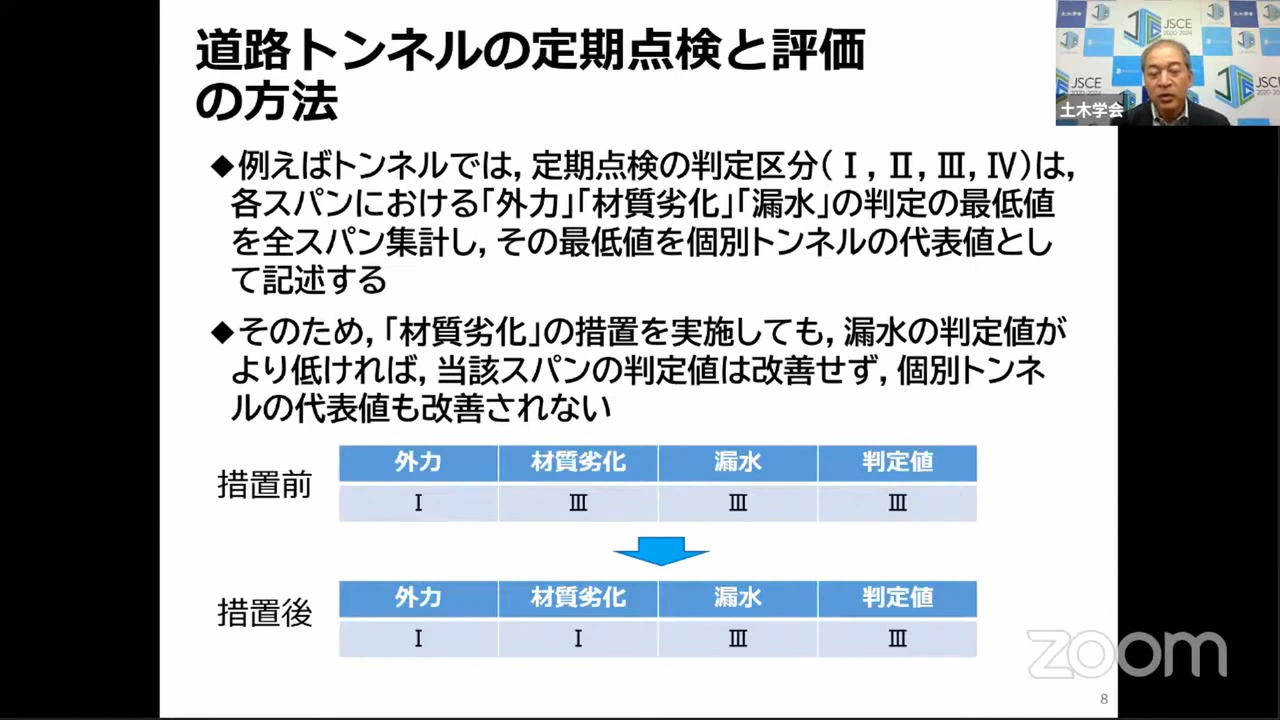 道路トンネルの定期点検と評価
の方法
◆例えばトンネルでは，定期点検の判定区分（Ⅰ，Ⅱ，Ⅲ，Ⅳ）は，
各スパンにおける「外力」「材質劣化」「漏水」の判定の最低値
を全スパン集計し，その最低値を個別トンネルの代表値とし
て記述する
◆そのため，「材質劣化」の措置を実施しても，漏水の判定値が
より低ければ，当該スパンの判定値は改善せず，個別トンネ
ルの代表値も改善されない
措置前
外力 材質劣化 漏水 判定値
Ⅰ Ⅲ Ⅲ Ⅲ
措置後
外力 材質劣化 漏水 判定値
Ⅰ Ⅰ Ⅲ Ⅲ
8
zoom
土木学会
JSCE
2020-2024
JSCE
JSCE